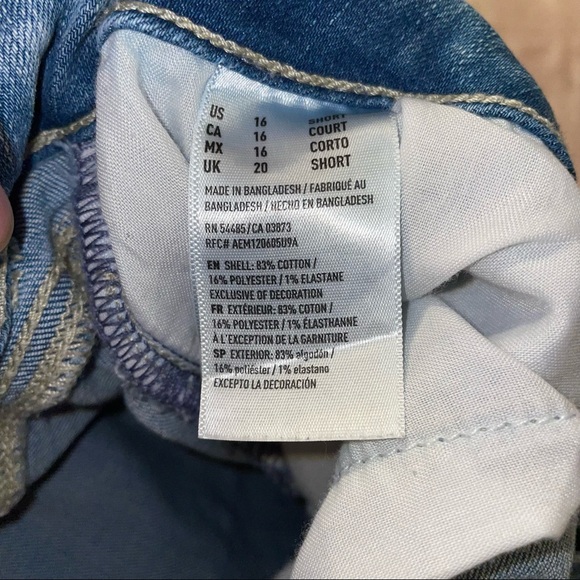 US 16 SHORT
CA 16 COURT
MX 16 CORTO
UK 20 SHORT
MADE IN BANGLADESH / FABRIQUÉ AU
BANGLADESH / HECHO EN BANGLADESH
RN 54485/CA 03873
RFC# AEM120605U9A
EN SHELL: 83% COTTON /
16% POLYESTER / 1% ELASTANE
EXCLUSIVE OF DECORATION
FR EXTÉRIEUR: 83% COTON /
16% POLYESTER / 1% ÉLASTHANNE
À L'EXCEPTION DE LA GARNITURE
SP EXTERIOR: 83% algodón /
16% poliéster / 1% elastano
EXCEPTO LA DECORACIÓN